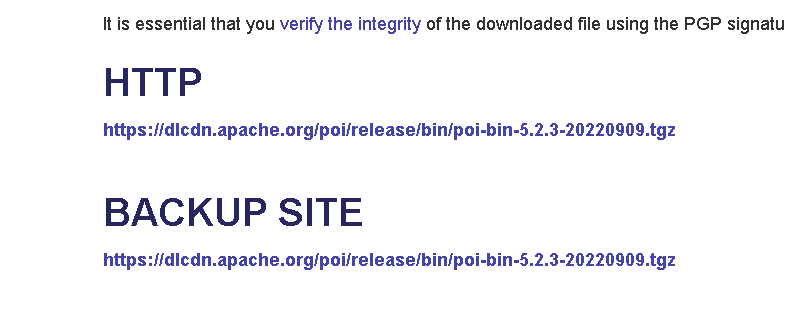 It is essential that you verify the integrity of the downloaded file using the PGP signatu
HTTP
https://dlcdn.apache.org/poi/release/bin/poi-bin-5.2.3-20220909.tgz
BACKUP SITE
https://dlcdn.apache.org/poi/release/bin/poi-bin-5.2.3-20220909.tgz